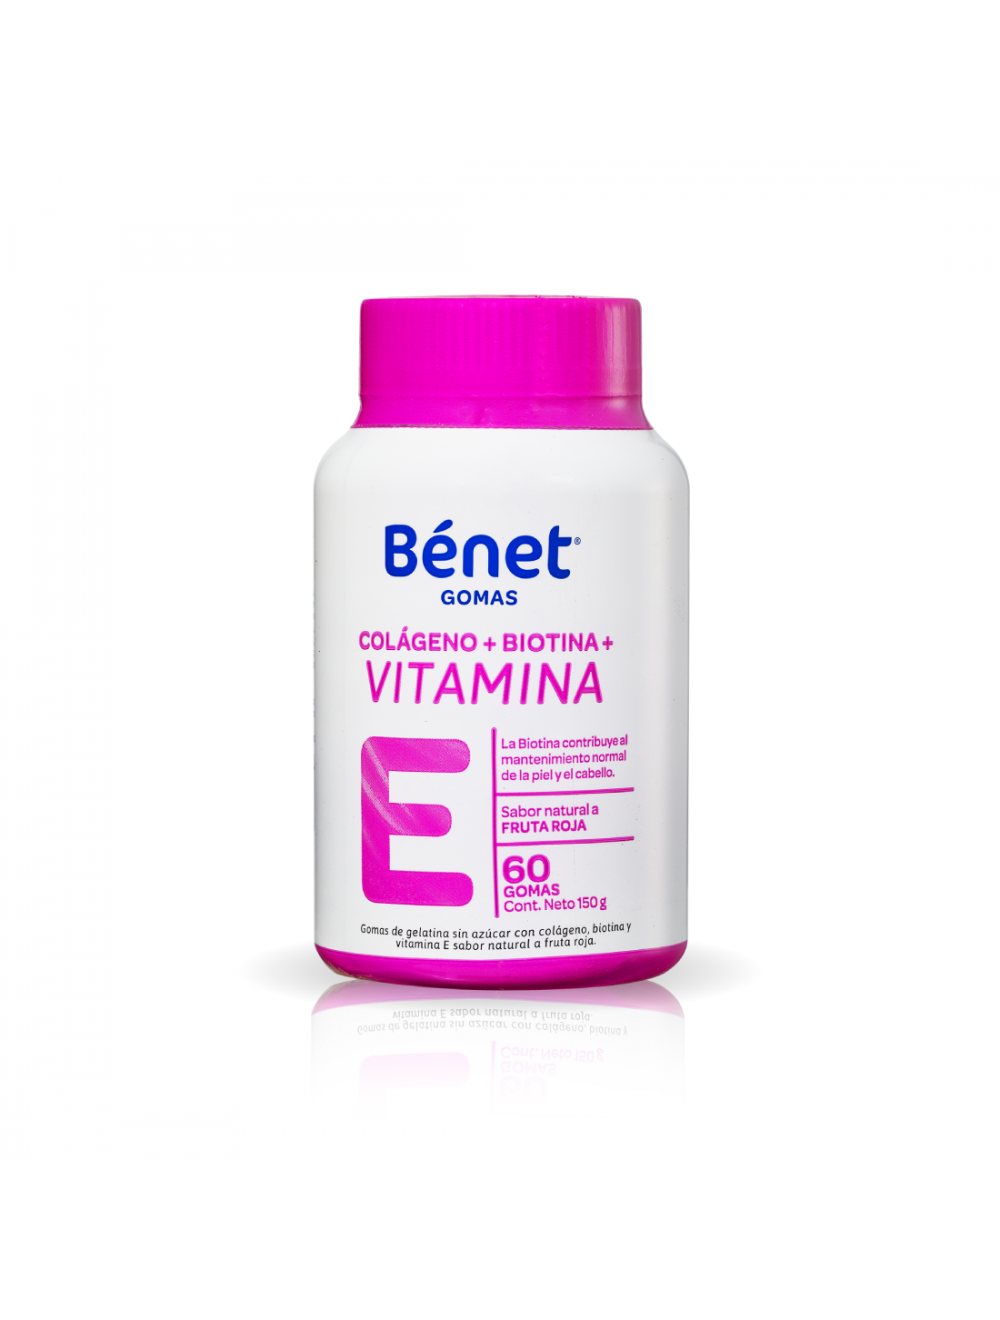 Bénet®
GOMAS
COLÁGENO + BIOTINA +
VITAMINA
E
La Biotina contribuye al
mantenimiento normal
de la piel y el cabello.
Sabor natural a
FRUTA ROJA
60
GOMAS
Cont. Neto 150 g
Gomas de gelatina sin azúcar con colágeno, biotina y
vitamina E sabor natural a fruta roja.